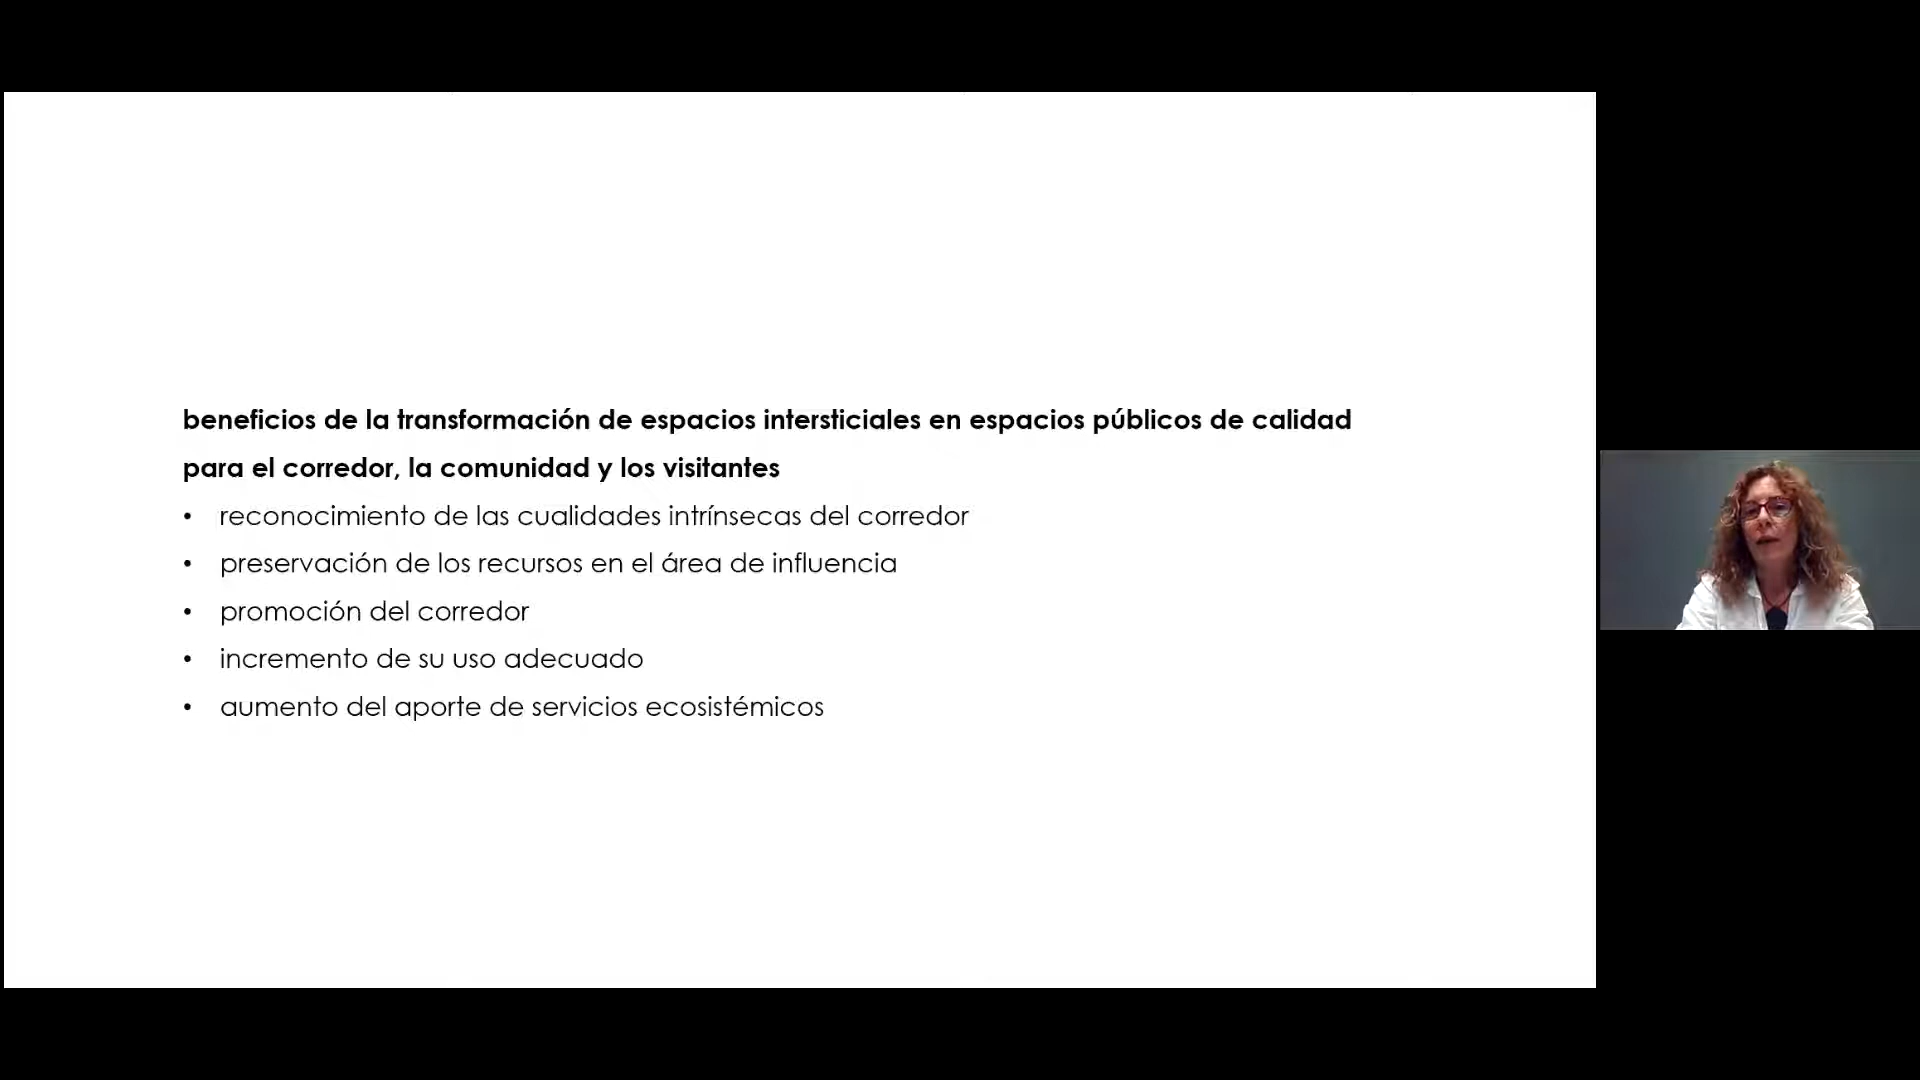 beneficios de la transformación de espacios intersticiales en espacios públicos de calidad
para el corredor, la comunidad y los visitantes
• reconocimiento de las cualidades intrínsecas del corredor
• preservación de los recursos en el área de influencia
• promoción del corredor
• incremento de su uso adecuado
• aumento del aporte de servicios ecosistémicos